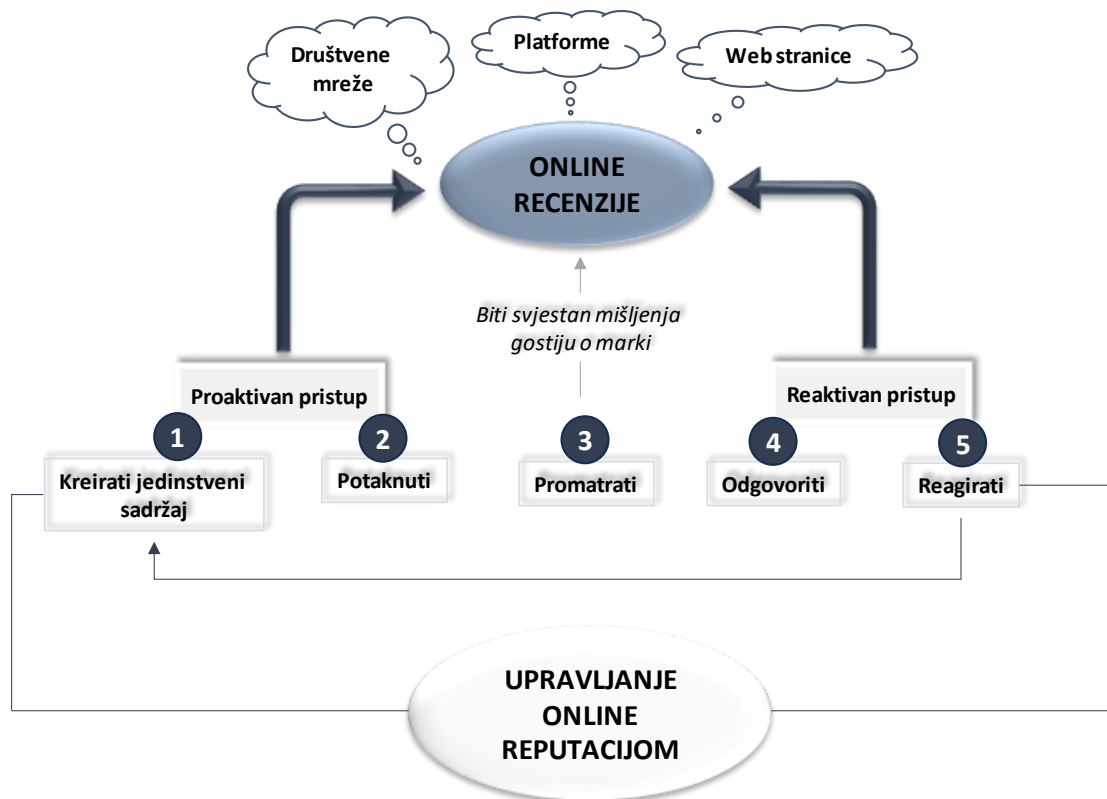 Društvene
mreže
Platforme
Web stranice
ONLINE
RECENZIJE
Biti svjestan mišljenja
gostiju o marki
Proaktivan pristup
Reaktivan pristup
1
2
3
4
5
Kreirati jedinstveni
sadržaj
Potaknuti
Promatrati
Odgovoriti
Reagirati
UPRAVLJANJE
ONLINE
REPUTACIJOM